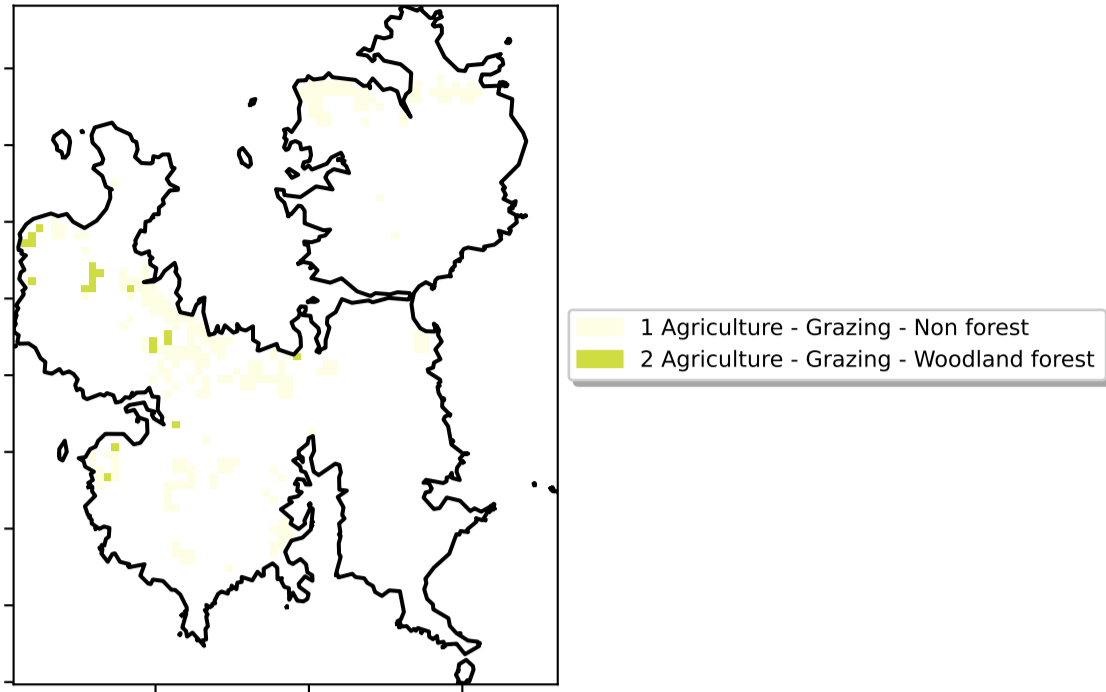 1 Agriculture - Grazing - Non forest
2 Agriculture - Grazing - Woodland forest